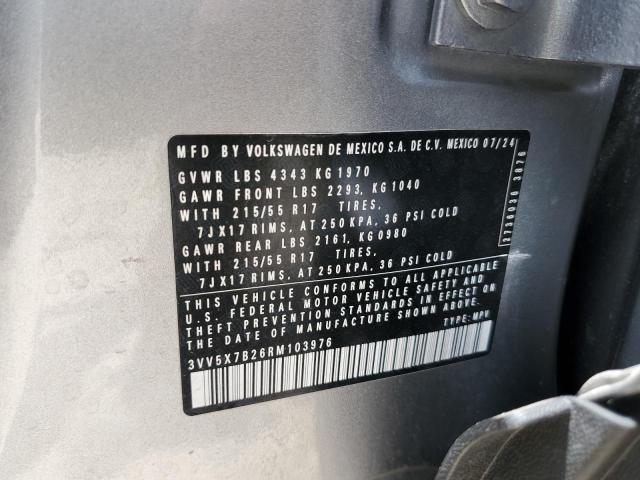 MFD BY VOLKSWAGEN DE MEXICO S.A. DE C.V. MEXICO 07/24
GVWR LBS 4343 KG 1970
GAWR FRONT LBS 2293, KG 1040
WITH 215/55 R17 TIRES,
7JX17 RIMS, AT 250 KPA, 36 PSI COLD
GAWR REAR LBS 2161, KG 0980
WITH 215/55 R17 TIRES,
7JX17 RIMS, AT 250 KPA, 36 PSI COLD
THIS VEHICLE CONFORMS TO ALL APPLICABLE
U.S. FEDERAL MOTOR VEHICLE SAFETY AND
THEFT PREVENTION STANDARDS IN EFFECT ON
THE DATE OF MANUFACTURE SHOWN ABOVE
3VV5X7B26RM103976 TYPE: MPV